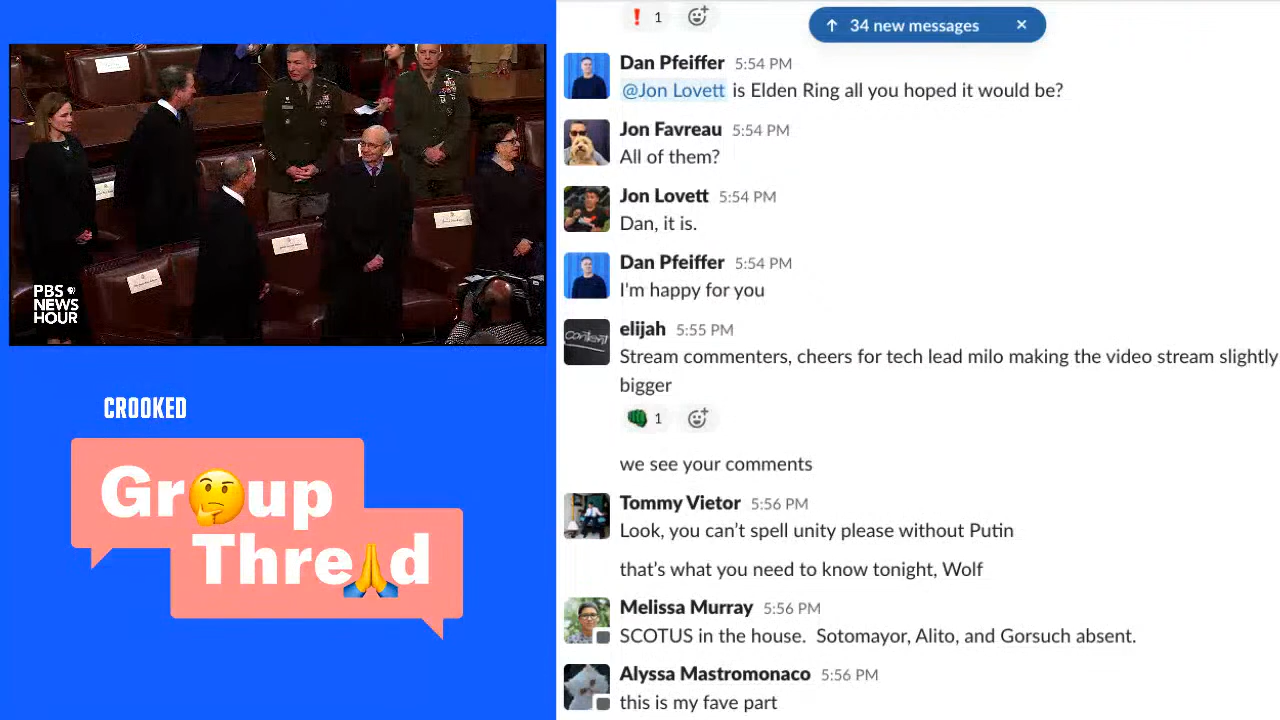 PBS
NEWS
HOUR
CROOKED
Gr🤔up
Thre🙏d
❗ 1
↑ 34 new messages ✕
Dan Pfeiffer 5:54 PM
@Jon Lovett is Elden Ring all you hoped it would be?
Jon Favreau 5:54 PM
All of them?
Jon Lovett 5:54 PM
Dan, it is.
Dan Pfeiffer 5:54 PM
I'm happy for you
content
elijah 5:55 PM
Stream commenters, cheers for tech lead milo making the video stream slightly
bigger
1
we see your comments
Tommy Vietor 5:56 PM
Look, you can’t spell unity please without Putin
that’s what you need to know tonight, Wolf
Melissa Murray 5:56 PM
SCOTUS in the house.  Sotomayor, Alito, and Gorsuch absent.
Alyssa Mastromonaco 5:56 PM
this is my fave part